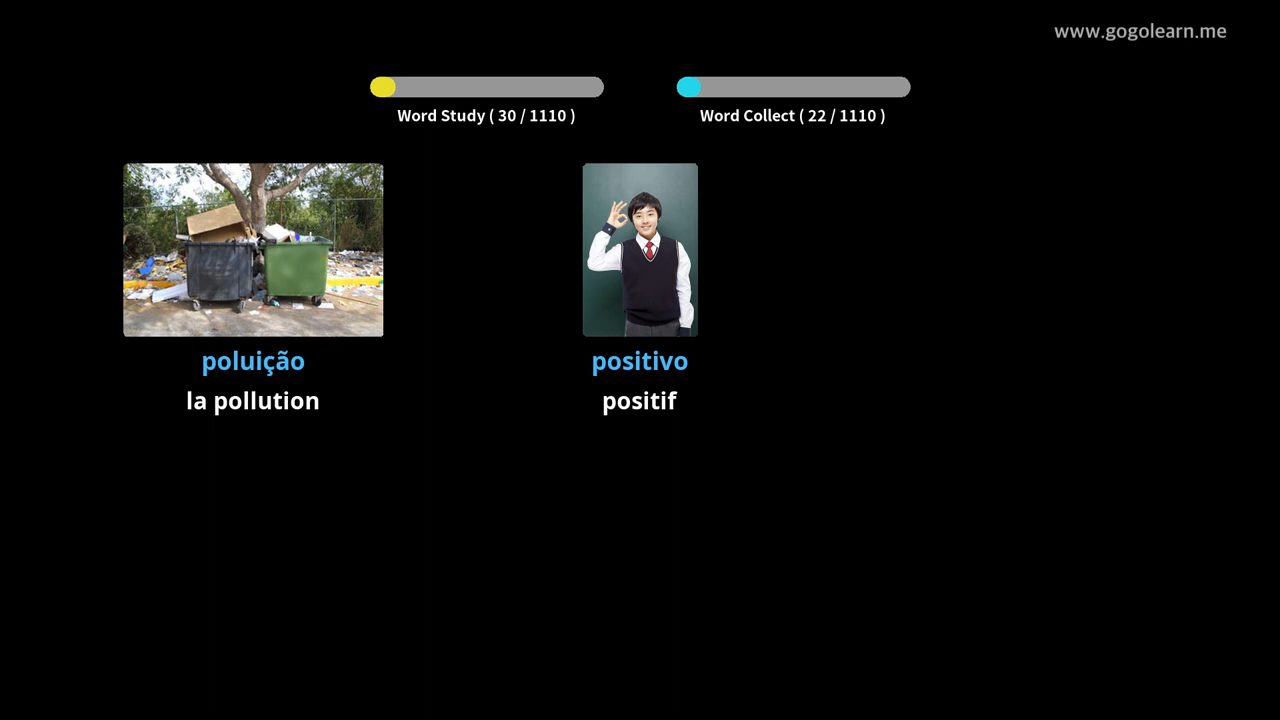 www.gogolearn.me
Word Study ( 30 / 1110 )
Word Collect ( 22 / 1110 )
poluição
positivo
la pollution
positif